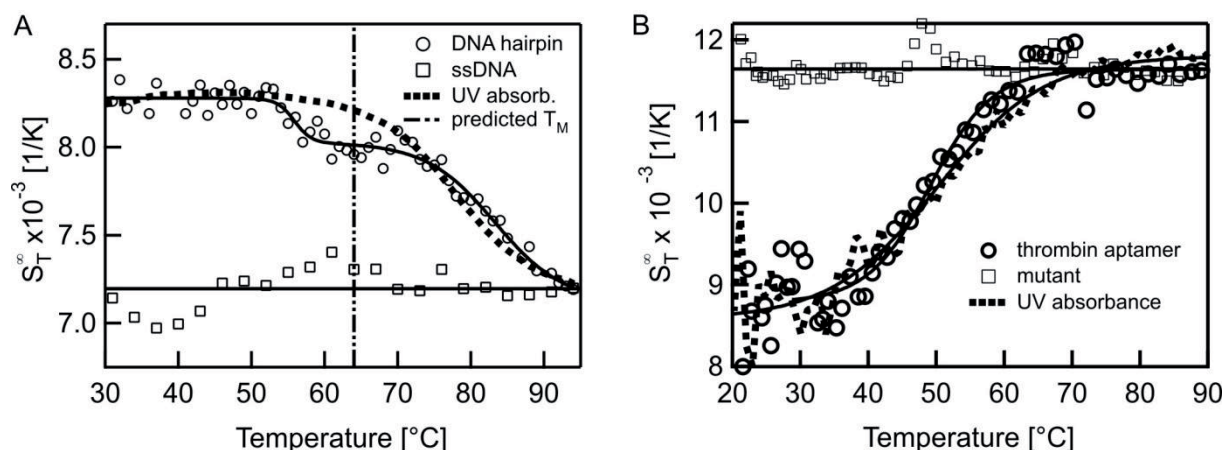 A
8.5
8.0
7.5
7.0
S_T^∞ x10^-3 [1/K]
DNA hairpin
ssDNA
UV absorb.
predicted T_M
30 40 50 60 70 80 90
Temperature [°C]
B
12
11
10
9
8
S_T^∞ x 10^-3 [1/K]
thrombin aptamer
mutant
UV absorbance
20 30 40 50 60 70 80 90
Temperature [°C]